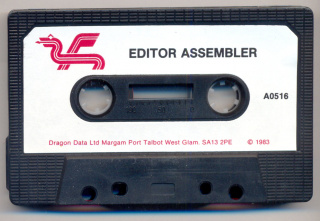 EDITOR ASSEMBLER
A0516
Dragon Data Ltd Margam Port Talbot West Glam. SA13 2PE © 1983